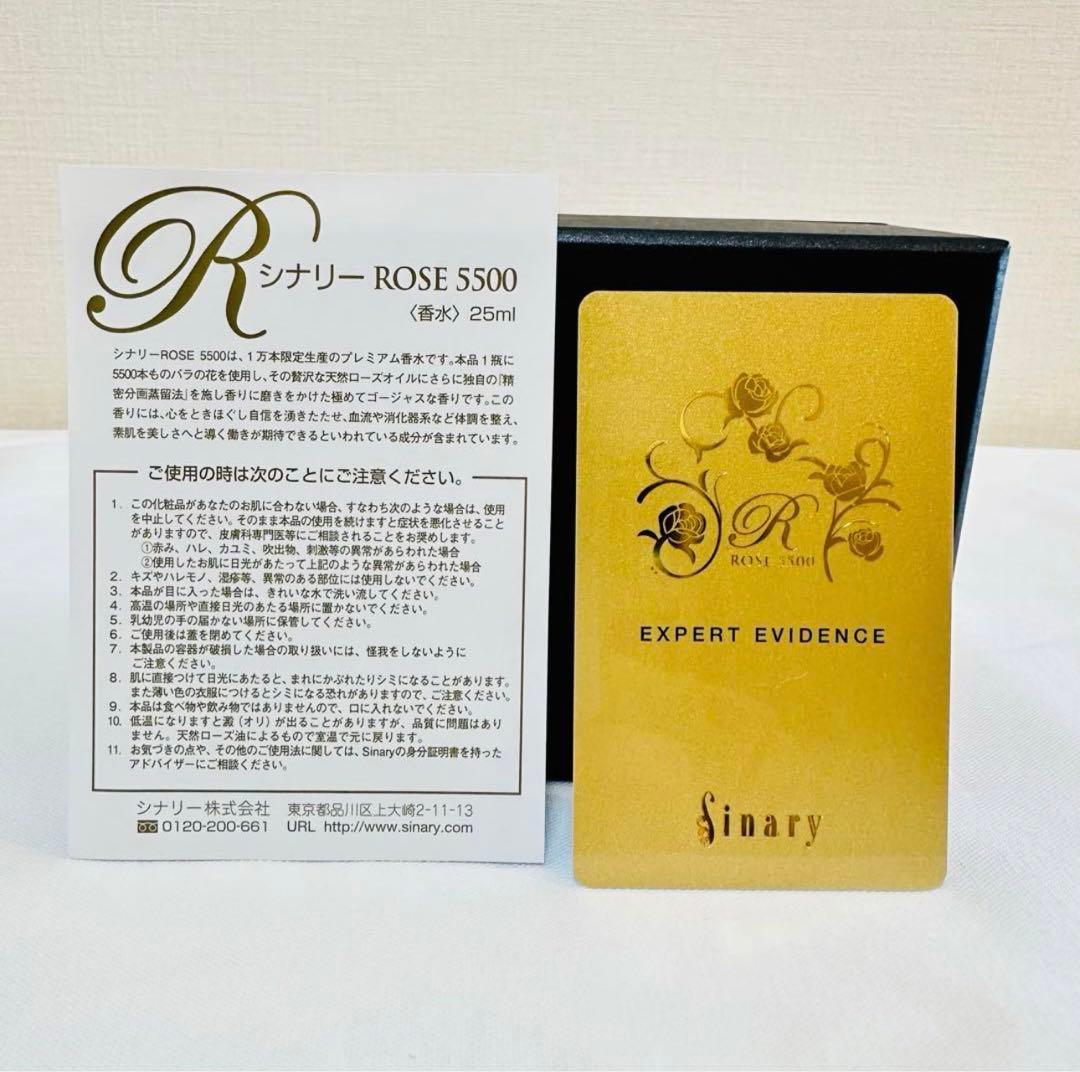 R シナリー ROSE 5500
〈香水〉25ml
シナリーROSE 5500は、1万本限定生産のプレミアム香水です。本品1瓶に
5500本ものバラの花を使用し、その贅沢な天然ローズオイルにさらに独自の『精
密分画蒸留法』を施し香りに磨きをかけた極めてゴージャスな香りです。この
香りには、心をときほぐし自信を湧きたたせ、血流や消化器系など体調を整え、
素肌を美しさへと導く働きが期待できるといわれている成分が含まれています。
ご使用の時は次のことにご注意ください。
1. この化粧品があなたのお肌に合わない場合、すなわち次のような場合は、使用
を中止してください。そのまま本品の使用を続けますと症状を悪化させること
がありますので、皮膚科専門医等にご相談されることをお奨めします。
①赤み、ハレ、カユミ、吹出物、刺激等の異常があらわれた場合
②使用したお肌に日光があたって上記のような異常があらわれた場合
2. キズやハレモノ、湿疹等、異常のある部位には使用しないでください。
3. 本品が目に入った場合は、きれいな水で洗い流してください。
4. 高温の場所や直接日光のあたる場所に置かないでください。
5. 乳幼児の手の届かない場所に保管してください。
6. ご使用後は蓋を閉めてください。
7. 本製品の容器が破損した場合の取り扱いには、怪我をしないように
ご注意ください。
8. 肌に直接つけて日光にあたると、まれにかぶれたりシミになることがあります。
また薄い色の衣服につけるとシミになる恐れがありますので、ご注意ください。
9. 本品は食べ物や飲み物ではありませんので、口に入れないでください。
10. 低温になりますと澱(オリ)が出ることがありますが、品質に問題はあり
ません。天然ローズ油によるもので室温で元に戻ります。
11. お気づきの点や、その他のご使用法に関しては、Sinaryの身分証明書を持った
アドバイザーにご相談ください。
シナリー株式会社 東京都品川区上大崎2-11-13
0120-200-661 URL http://www.sinary.com
R
ROSE 5500
EXPERT EVIDENCE
Sinary